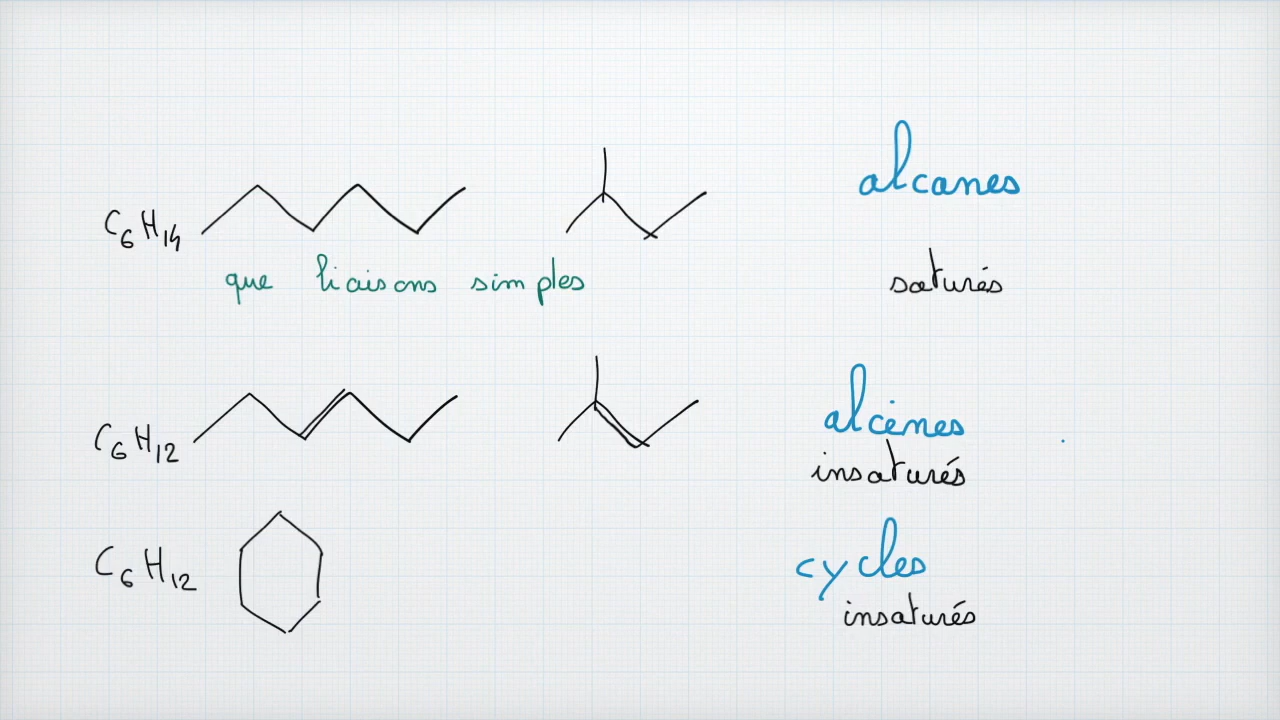 alcanes
C6H14
que liaisons simples
saturés
alcènes
C6H12
insaturés
cycles
C6H12
insaturés